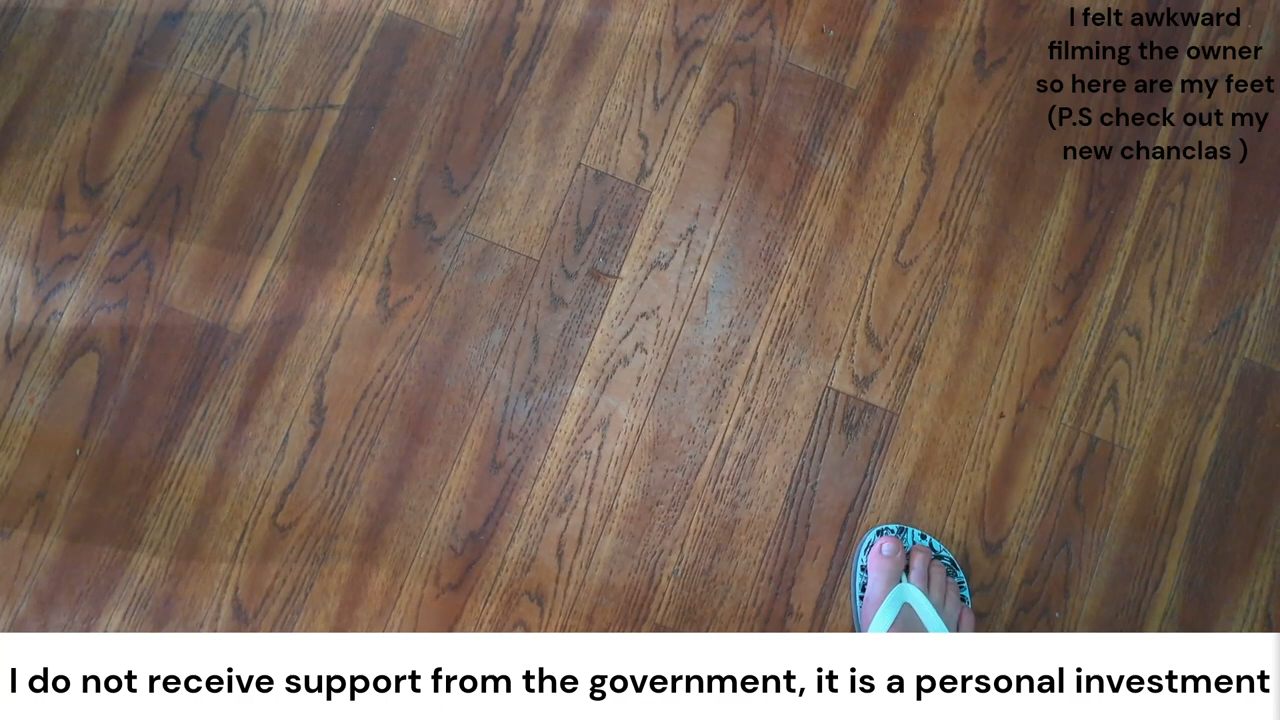 I felt awkward
filming the owner
so here are my feet
(P.S check out my
new chanclas )
I do not receive support from the government, it is a personal investment